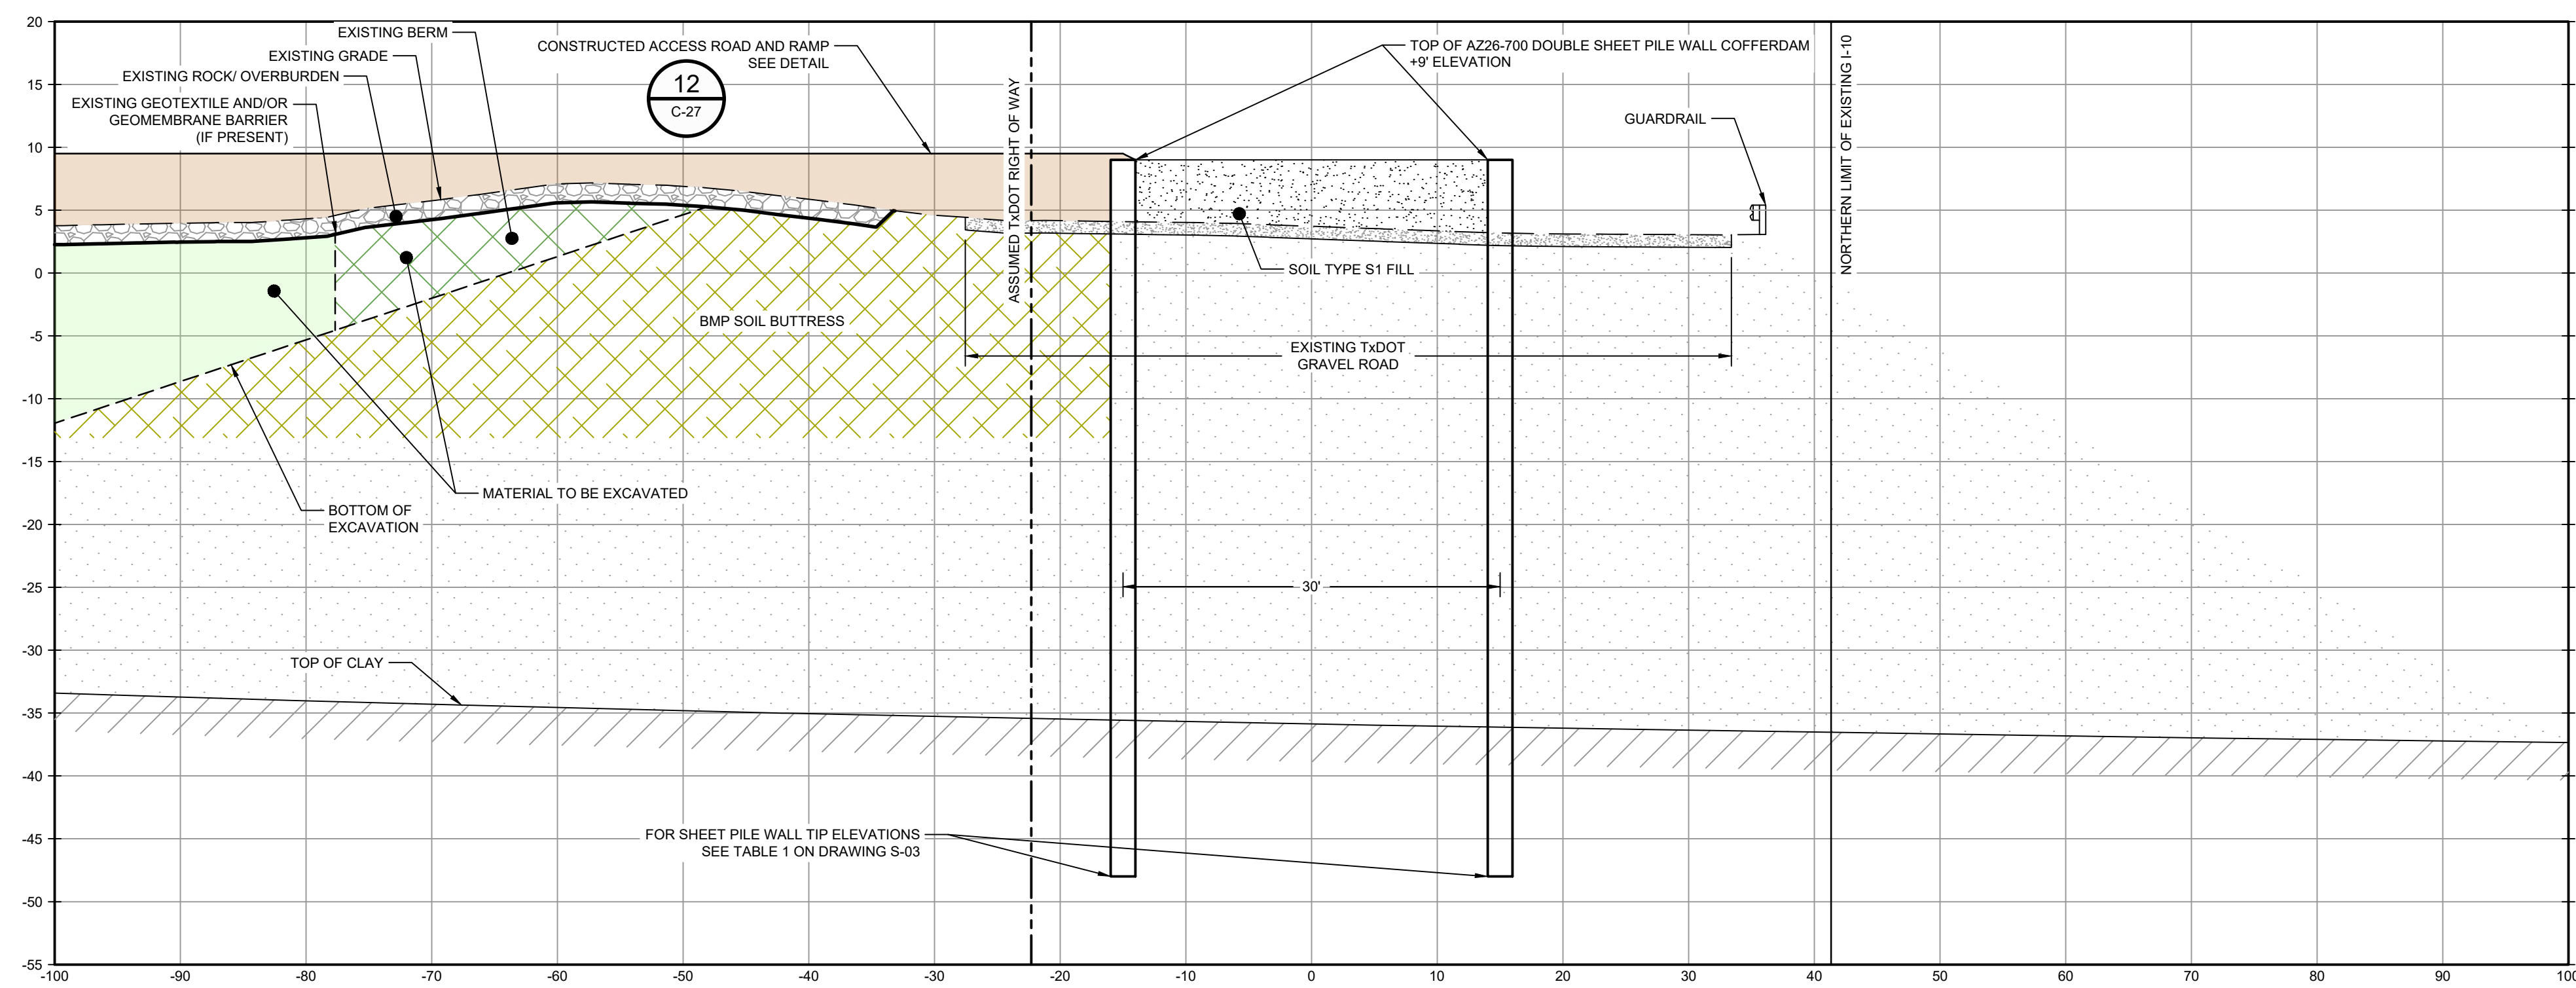 20
15
10
5
0
-5
-10
-15
-20
-25
-30
-35
-40
-45
-50
-55
EXISTING BERM
EXISTING GRADE
EXISTING ROCK/ OVERBURDEN
EXISTING GEOTEXTILE AND/OR
GEOMEMBRANE BARRIER
(IF PRESENT)
CONSTRUCTED ACCESS ROAD AND RAMP
SEE DETAIL
12
C-27
ASSUMED TxDOT RIGHT OF WAY
TOP OF AZ26-700 DOUBLE SHEET PILE WALL COFFERDAM
+9' ELEVATION
GUARDRAIL
NORTHERN LIMIT OF EXISTING I-10
SOIL TYPE S1 FILL
BMP SOIL BUTTRESS
EXISTING TxDOT
GRAVEL ROAD
MATERIAL TO BE EXCAVATED
BOTTOM OF
EXCAVATION
30'
TOP OF CLAY
FOR SHEET PILE WALL TIP ELEVATIONS
SEE TABLE 1 ON DRAWING S-03
-100 -90 -80 -70 -60 -50 -40 -30 -20 -10 0 10 20 30 40 50 60 70 80 90 100